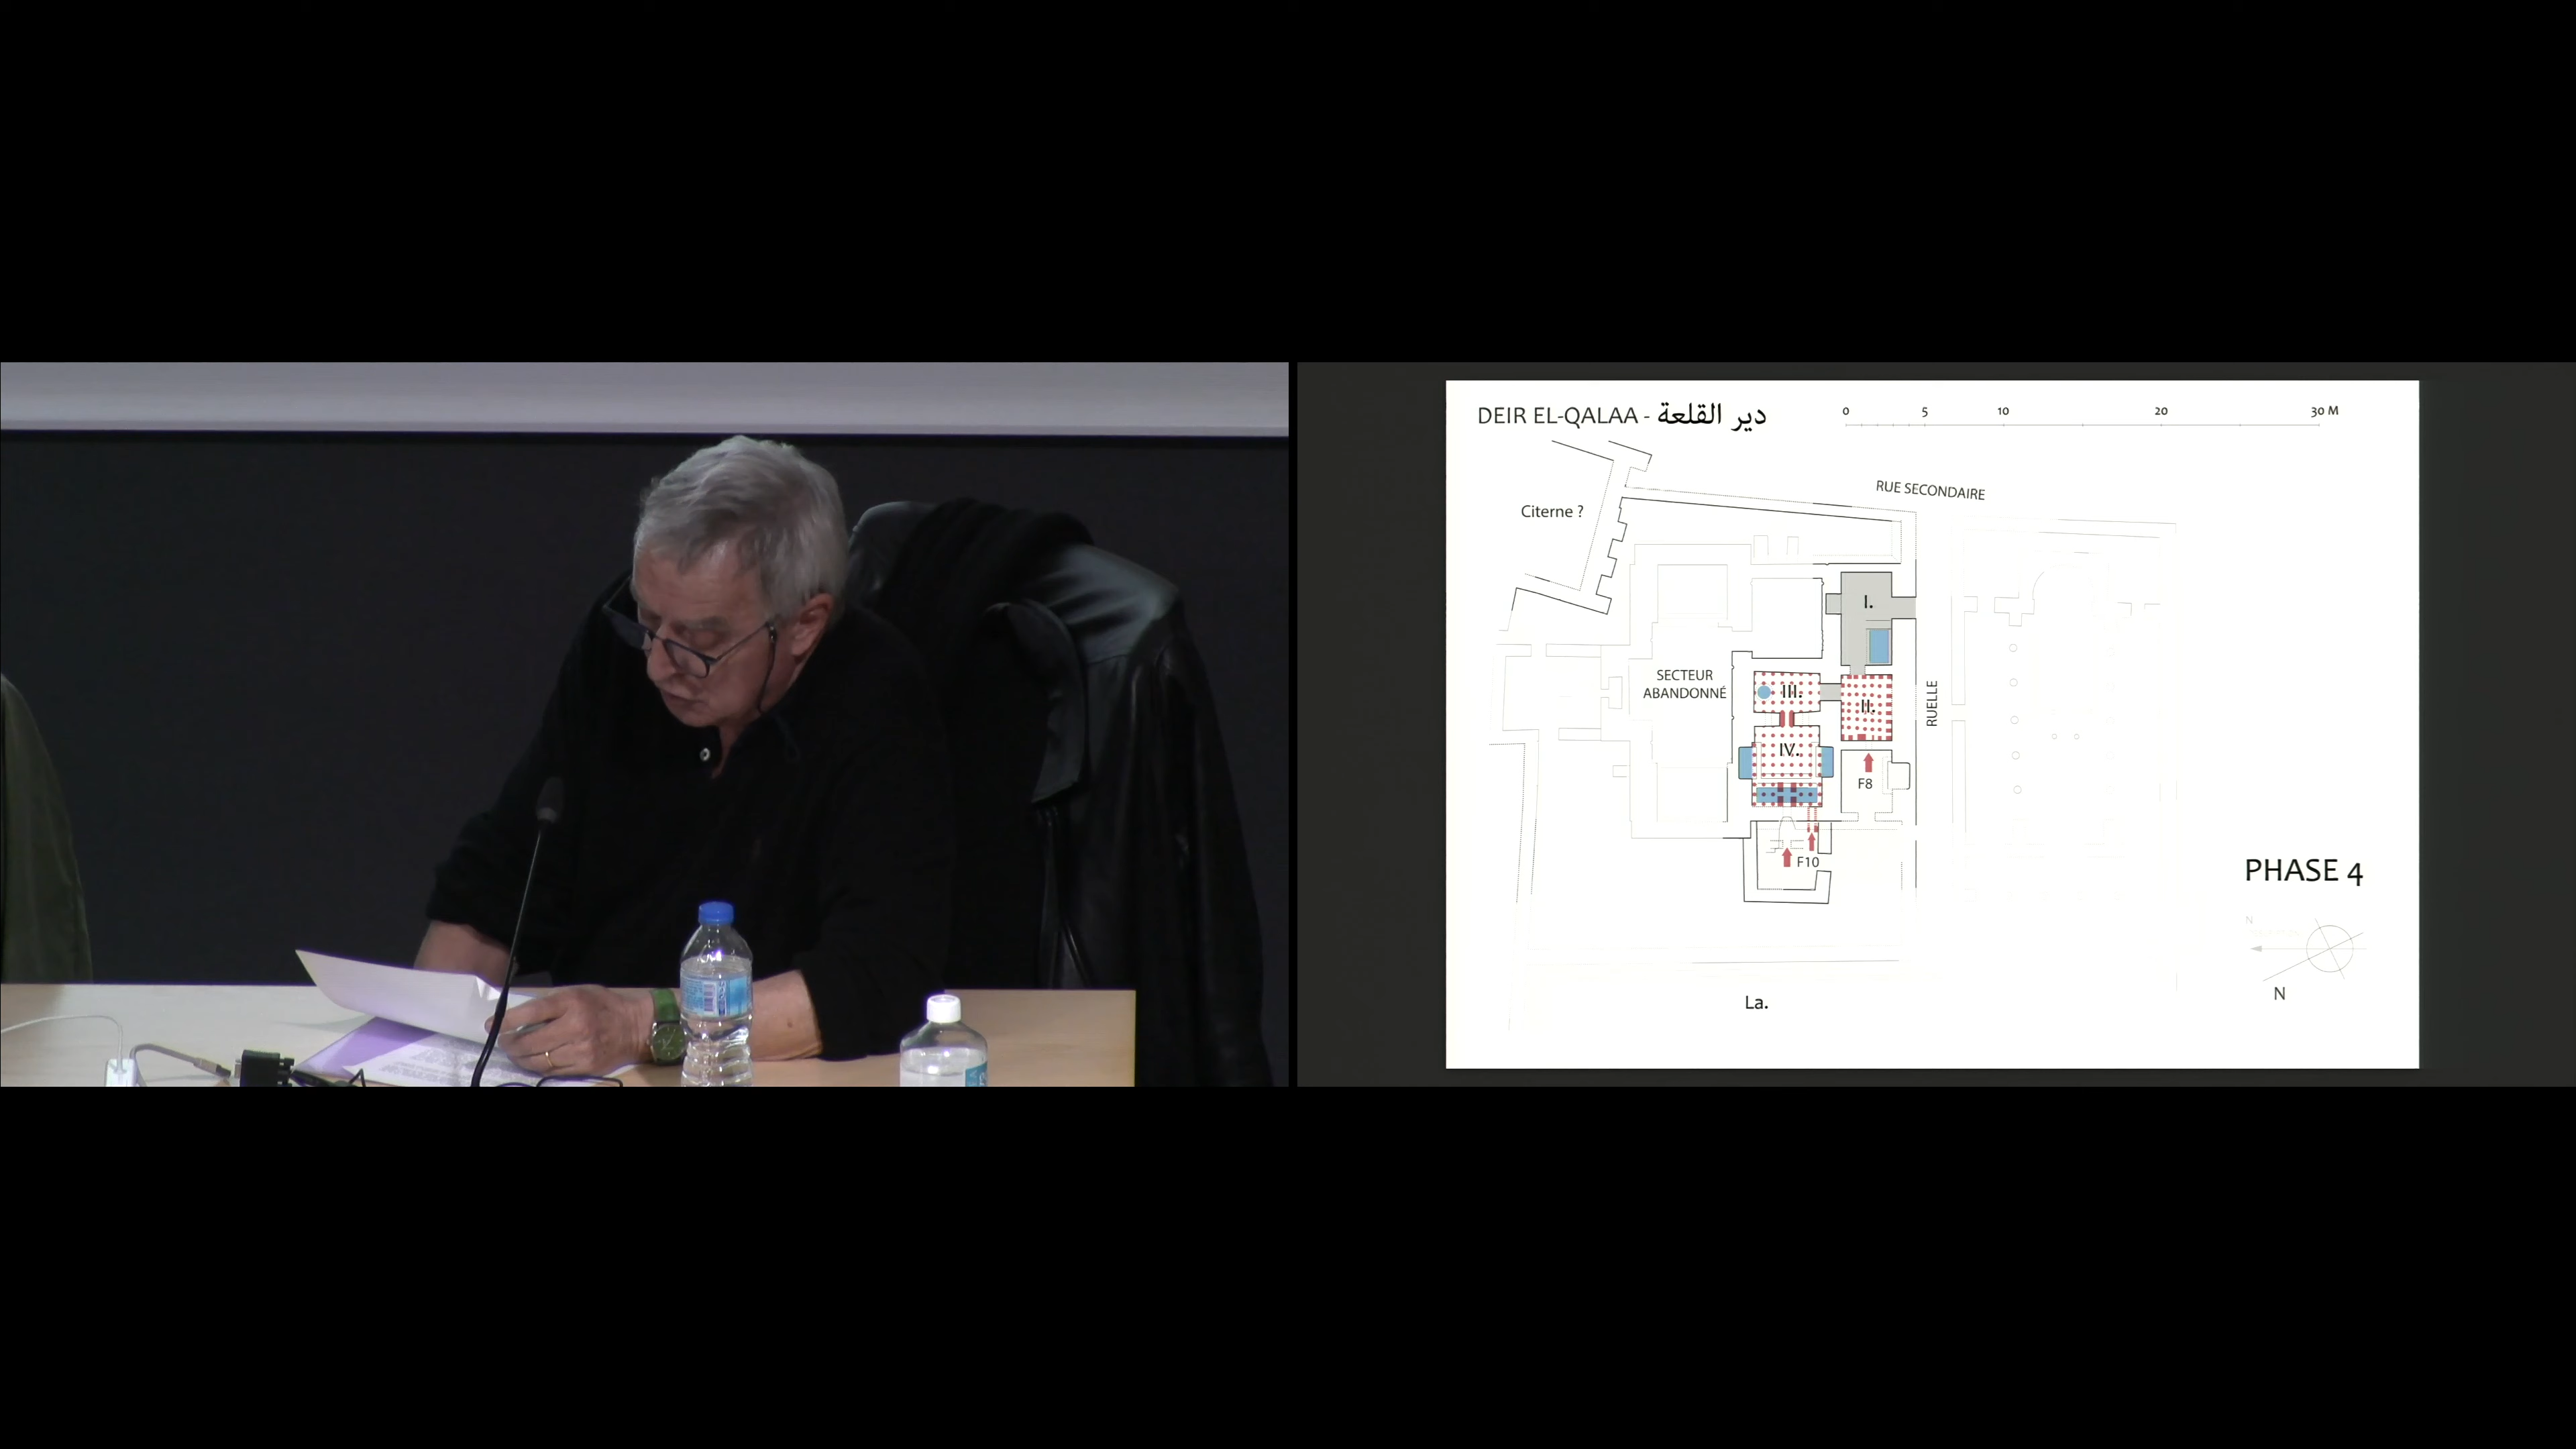 DEIR EL-QALAA - دير القلعة
0 5 10 20 30 M
RUE SECONDAIRE
Citerne ?
I.
SECTEUR
ABANDONNÉ
III.
II.
RUELLE
IV.
F8
F10
PHASE 4
N
N
La.